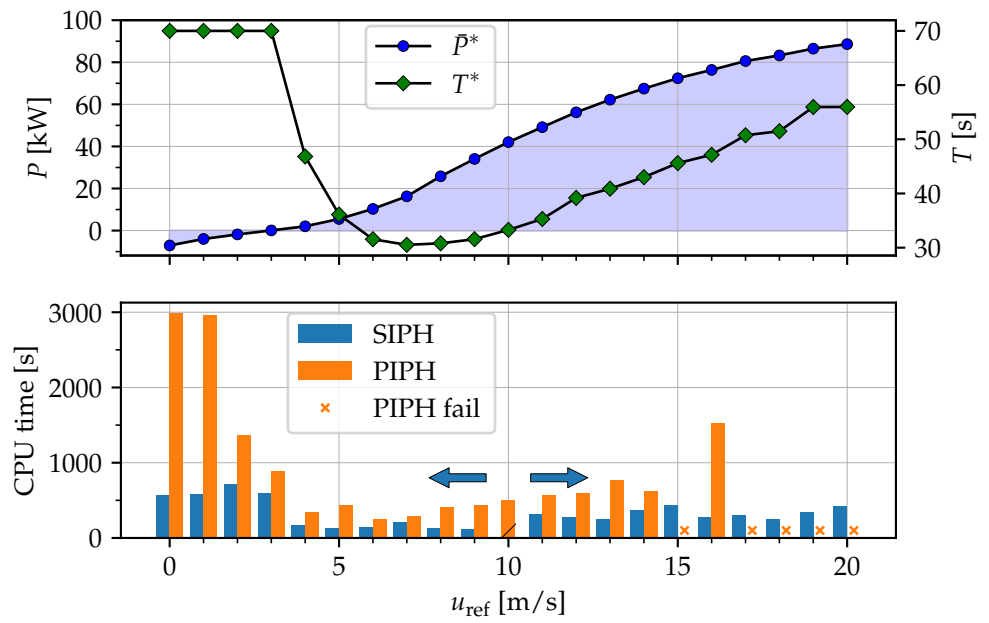 100
80
60
40
20
0
P [kW]
P̄*
T*
70
60
50
40
30
T [s]
3000
2000
1000
0
CPU time [s]
SIPH
PIPH
PIPH fail
0 5 10 15 20
u_ref [m/s]